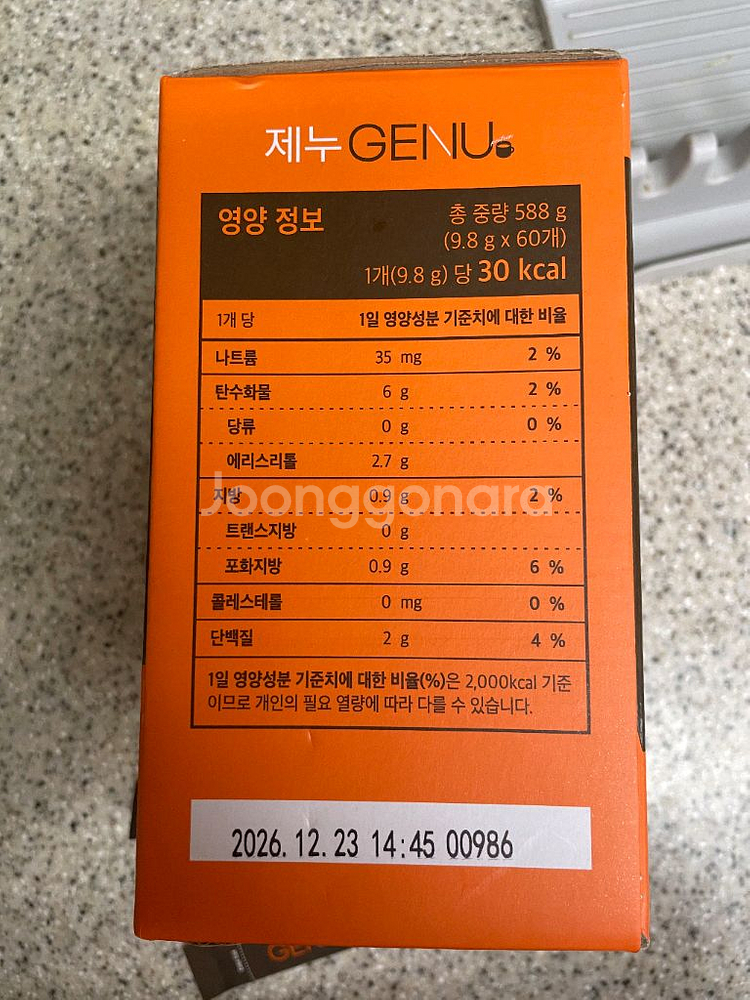 제누 GENU
영양 정보
총 중량 588 g
(9.8 g x 60개)
1개(9.8 g) 당 30 kcal
1개 당 1일 영양성분 기준치에 대한 비율
나트륨 35 mg 2 %
탄수화물 6 g 2 %
당류 0 g 0 %
에리스리톨 2.7 g
지방 0.9 g 2 %
Joonggonara
트랜스지방 0 g
포화지방 0.9 g 6 %
콜레스테롤 0 mg 0 %
단백질 2 g 4 %
1일 영양성분 기준치에 대한 비율(%)은 2,000kcal 기준
이므로 개인의 필요 열량에 따라 다를 수 있습니다.
2026. 12. 23 14:45 00986